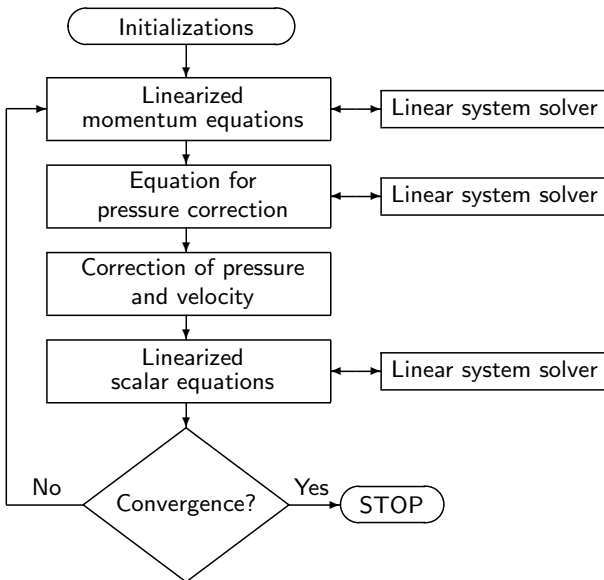 Initializations
Linearized
momentum equations
Linear system solver
Equation for
pressure correction
Linear system solver
Correction of pressure
and velocity
Linearized
scalar equations
Linear system solver
No
Convergence?
Yes
STOP